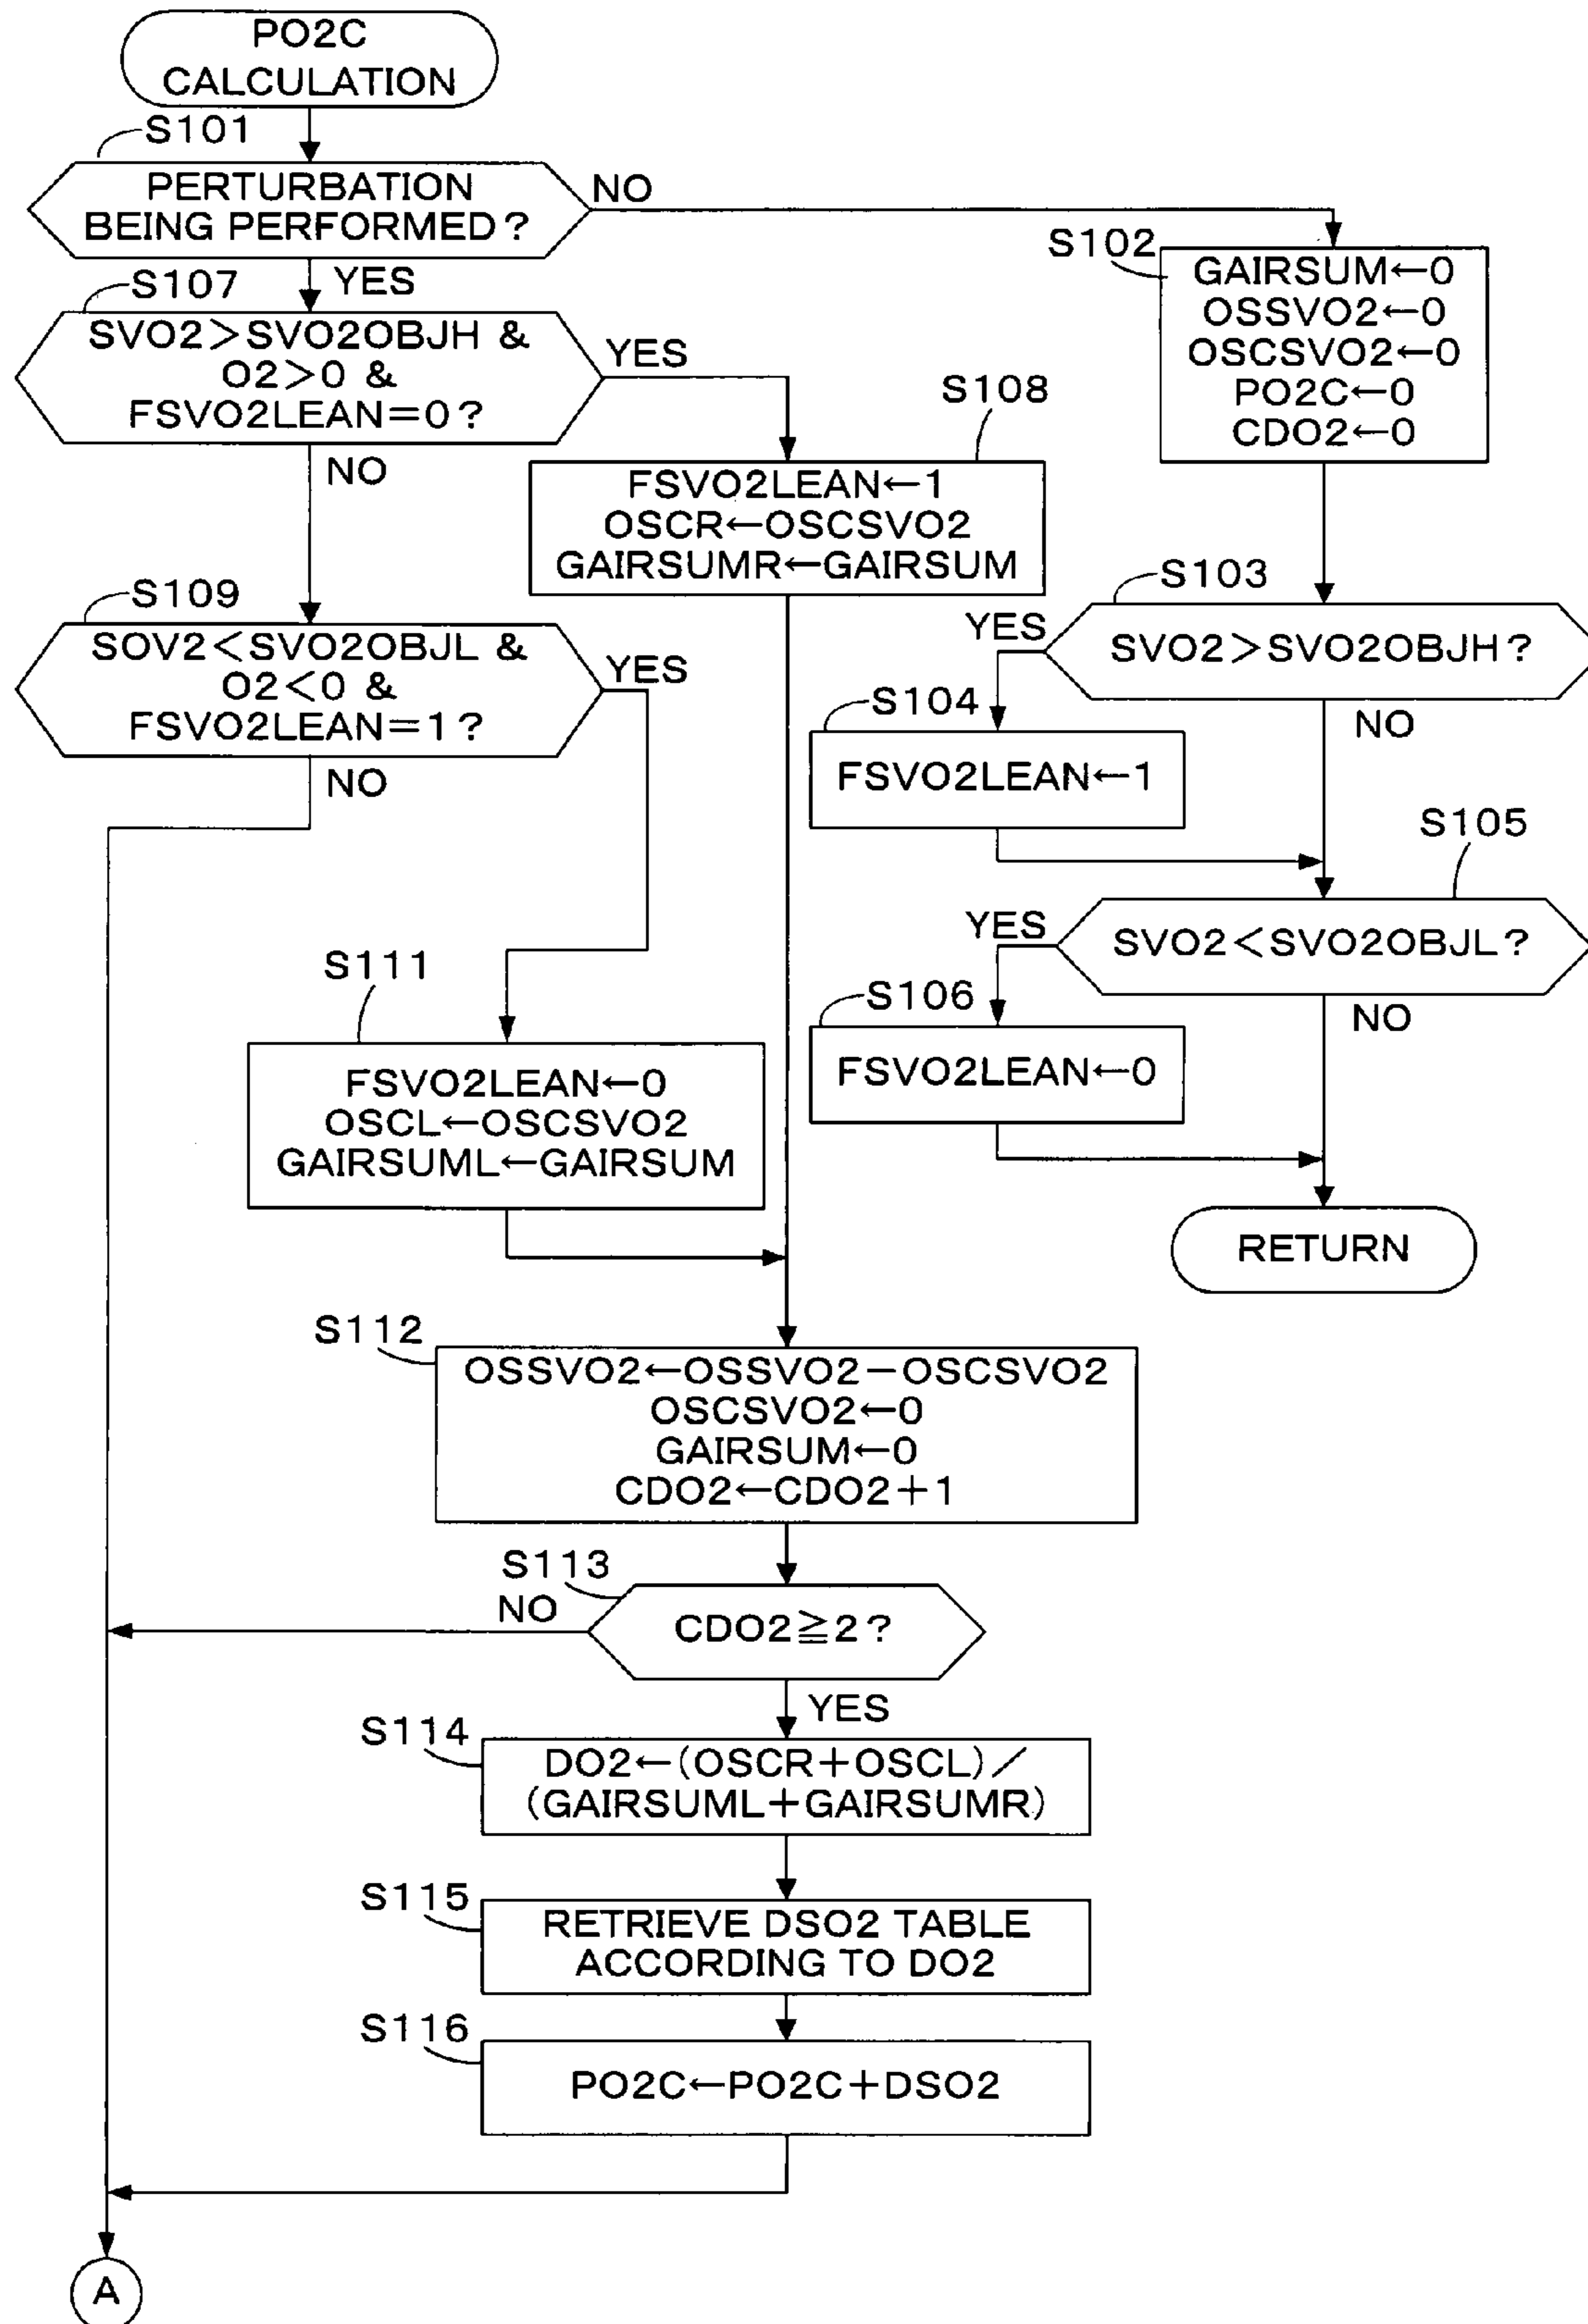 PO2C
CALCULATION
S101
PERTURBATION
BEING PERFORMED?
NO
YES
S102
GAIRSUM←0
OSSVO2←0
OSCSVO2←0
PO2C←0
CDO2←0
S107
SVO2>SVO2OBJH &
O2>0 &
FSVO2LEAN=0?
YES
NO
S108
FSVO2LEAN←1
OSCR←OSCSVO2
GAIRSUMR←GAIRSUM
S103
SVO2>SVO2OBJH?
YES
NO
S104
FSVO2LEAN←1
S109
SOV2<SVO2OBJL &
O2<0 &
FSVO2LEAN=1?
YES
NO
S105
SVO2<SVO2OBJL?
YES
NO
S106
FSVO2LEAN←0
RETURN
S111
FSVO2LEAN←0
OSCL←OSCSVO2
GAIRSUML←GAIRSUM
S112
OSSVO2←OSSVO2−OSCSVO2
OSCSVO2←0
GAIRSUM←0
CDO2←CDO2+1
S113
NO
CDO2≧2?
YES
S114
DO2←(OSCR+OSCL)/
(GAIRSUML+GAIRSUMR)
S115
RETRIEVE DSO2 TABLE
ACCORDING TO DO2
S116
PO2C←PO2C+DSO2
A